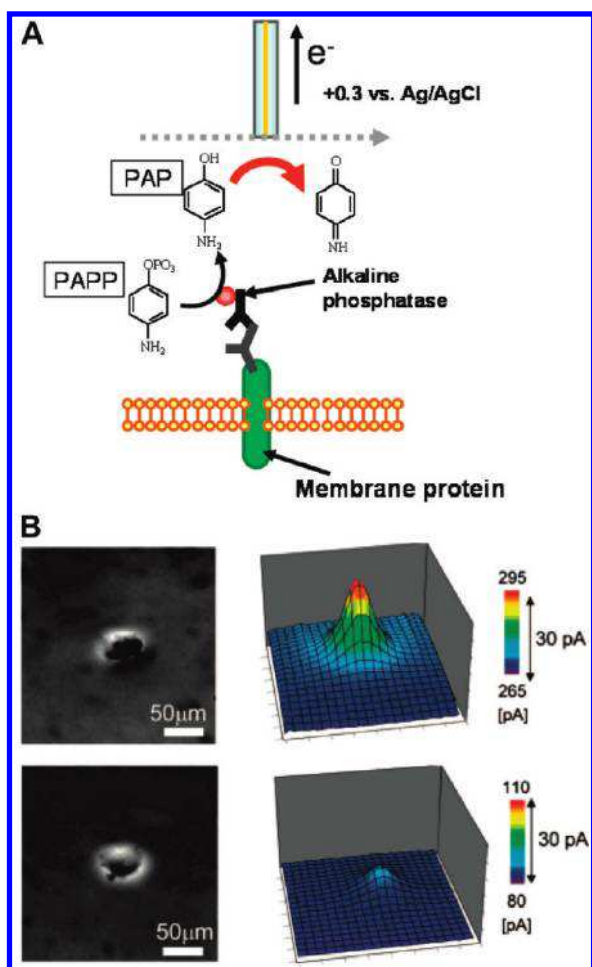 A
e-
+0.3 vs. Ag/AgCl
PAP
OH
O
NH2
NH
PAPP
OPO3
Alkaline
phosphatase
NH2
Membrane protein
B
50μm
295
30 pA
265
[pA]
50μm
110
30 pA
80
[pA]